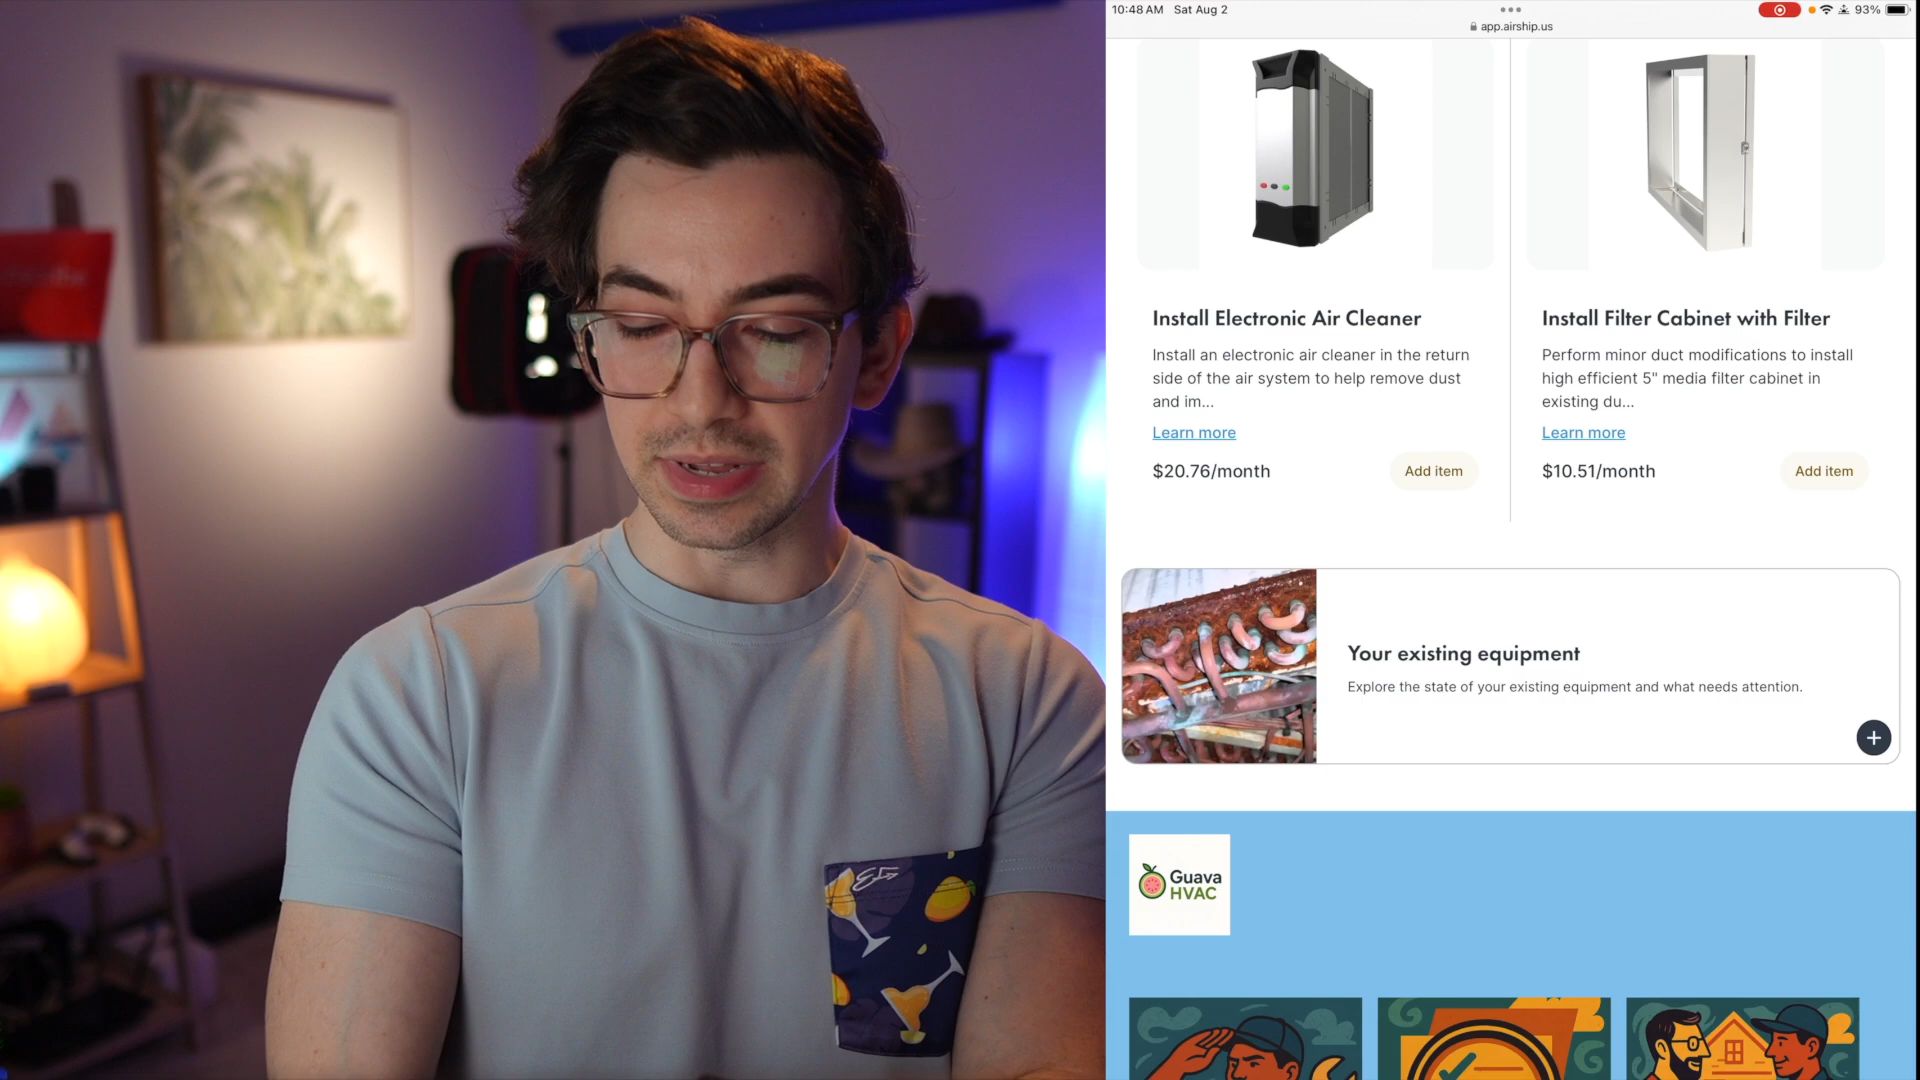 10:48 AM Sat Aug 2
93%
app.airship.us
Install Electronic Air Cleaner
Install an electronic air cleaner in the return
side of the air system to help remove dust
and im...
Learn more
$20.76/month
Add item
Install Filter Cabinet with Filter
Perform minor duct modifications to install
high efficient 5" media filter cabinet in
existing du...
Learn more
$10.51/month
Add item
Your existing equipment
Explore the state of your existing equipment and what needs attention.
Guava
HVAC